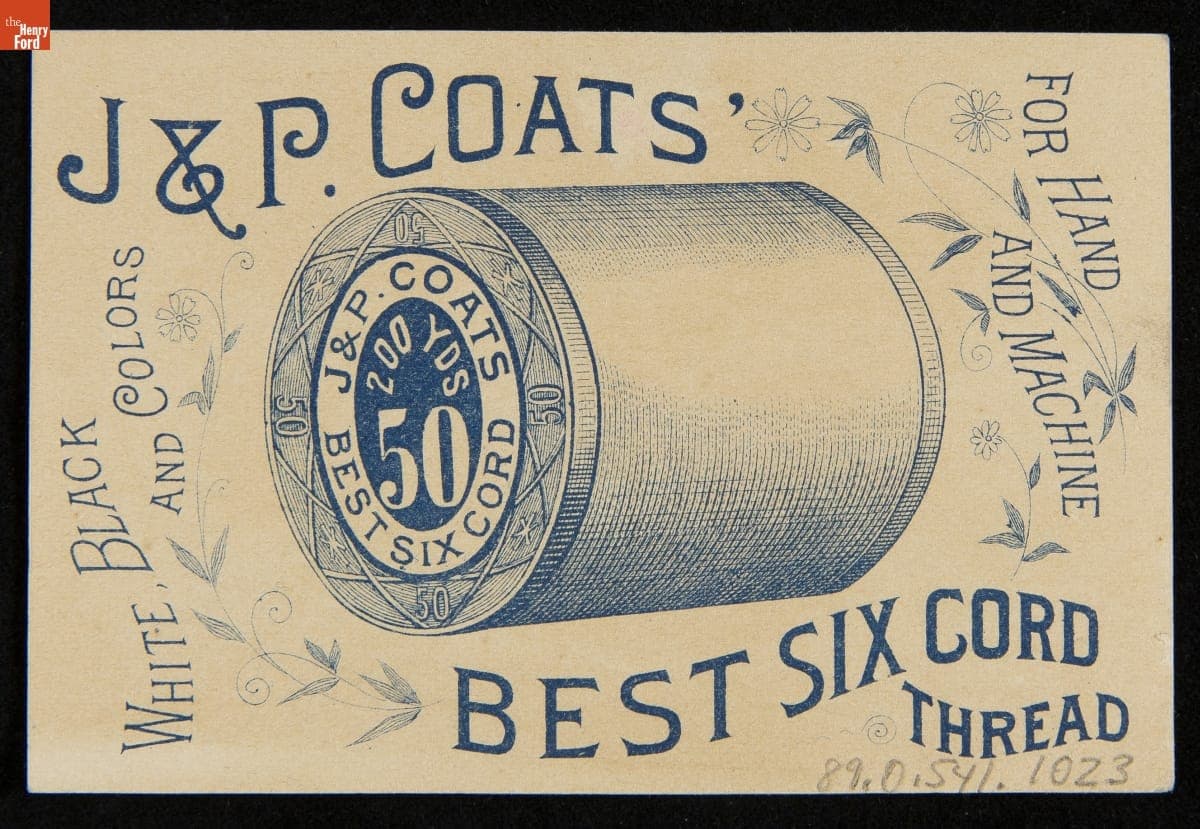 the
Henry
Ford
J & P. COATS'
WHITE, BLACK
AND COLORS
FOR HAND
AND MACHINE
50
50
50
50
J & P. COATS
200 YDS
50
BEST SIX CORD
BEST SIX CORD
THREAD
89.0.541.1023